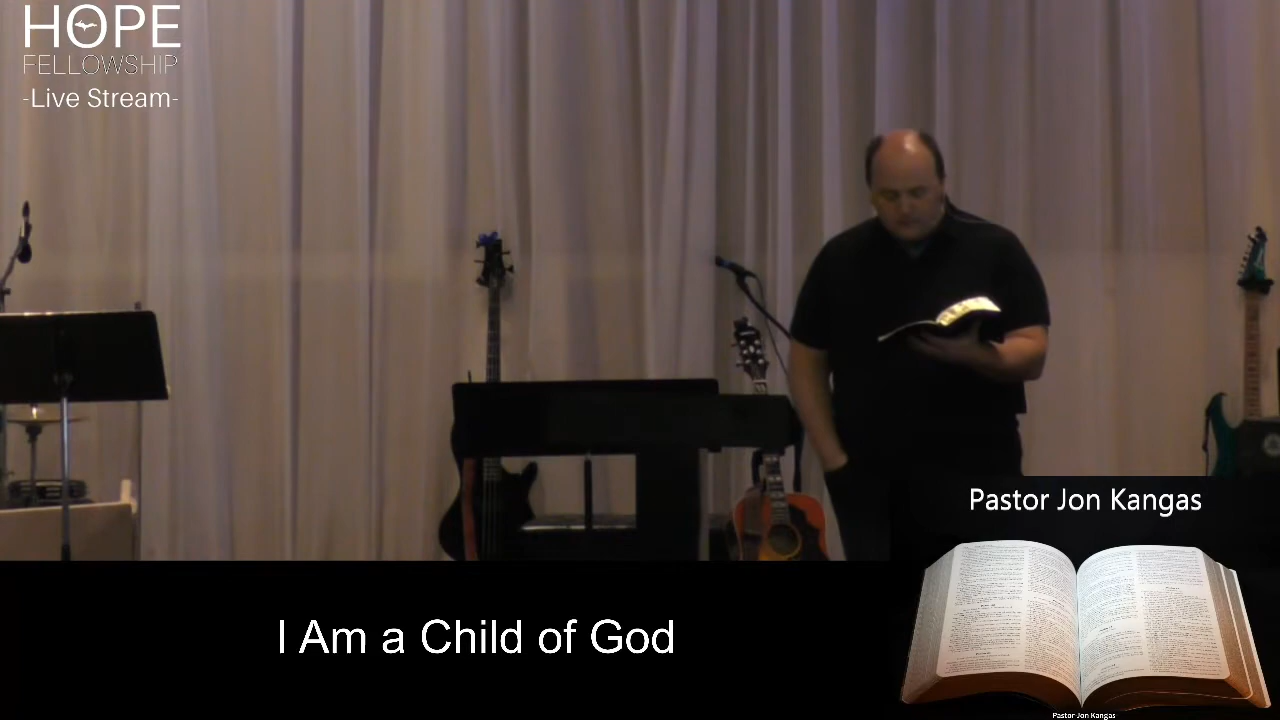 HOPE
FELLOWSHIP
-Live Stream-
Pastor Jon Kangas
I Am a Child of God
Pastor Jon Kangas